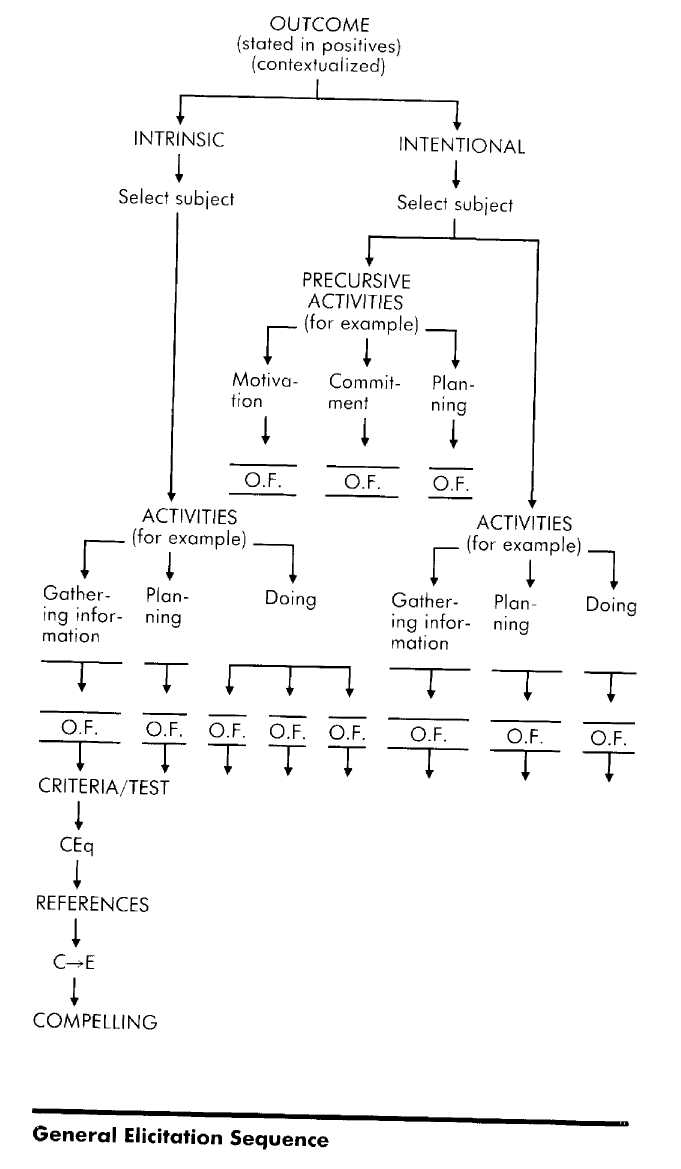 OUTCOME
(stated in positives)
(contextualized)
INTRINSIC
INTENTIONAL
Select subject
Select subject
PRECURSIVE
ACTIVITIES
(for example)
Motiva-
tion
Commit-
ment
Plan-
ning
O.F.
O.F.
O.F.
ACTIVITIES
(for example)
ACTIVITIES
(for example)
Gather-
ing infor-
mation
Plan-
ning
Doing
Gather-
ing infor-
mation
Plan-
ning
Doing
O.F.
O.F.
O.F.
O.F.
O.F.
O.F.
O.F.
O.F.
CRITERIA/TEST
CEq
REFERENCES
C→E
COMPELLING
General Elicitation Sequence